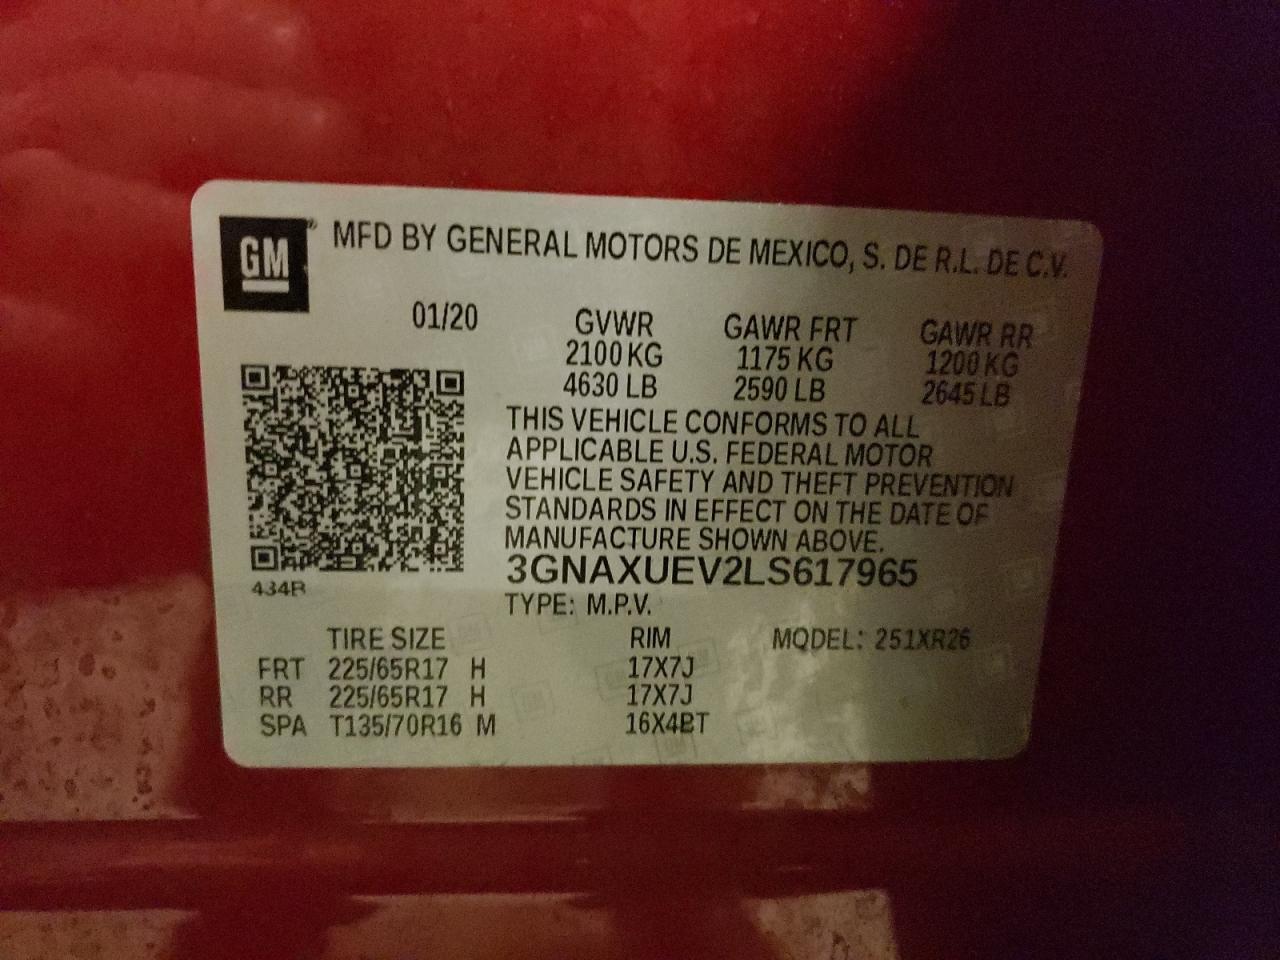 GM® MFD BY GENERAL MOTORS DE MEXICO, S. DE R.L. DE C.V.
01/20 GVWR GAWR FRT GAWR RR
2100 KG 1175 KG 1200 KG
4630 LB 2590 LB 2645 LB
THIS VEHICLE CONFORMS TO ALL
APPLICABLE U.S. FEDERAL MOTOR
VEHICLE SAFETY AND THEFT PREVENTION
STANDARDS IN EFFECT ON THE DATE OF
MANUFACTURE SHOWN ABOVE.
3GNAXUEV2LS617965
434R
TYPE: M.P.V.
TIRE SIZE RIM MODEL: 251XR26
FRT 225/65R17 H 17X7J
RR 225/65R17 H 17X7J
SPA T135/70R16 M 16X4BT